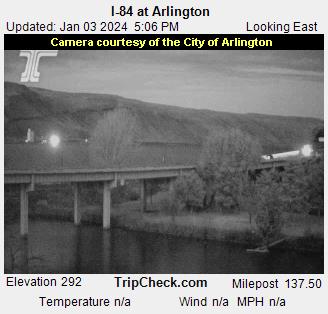 I-84 at Arlington
Updated: Jan 03 2024 5:06 PM Looking East
Camera courtesy of the City of Arlington
Elevation 292 TripCheck.com Milepost 137.50
Temperature n/a Wind n/a MPH n/a